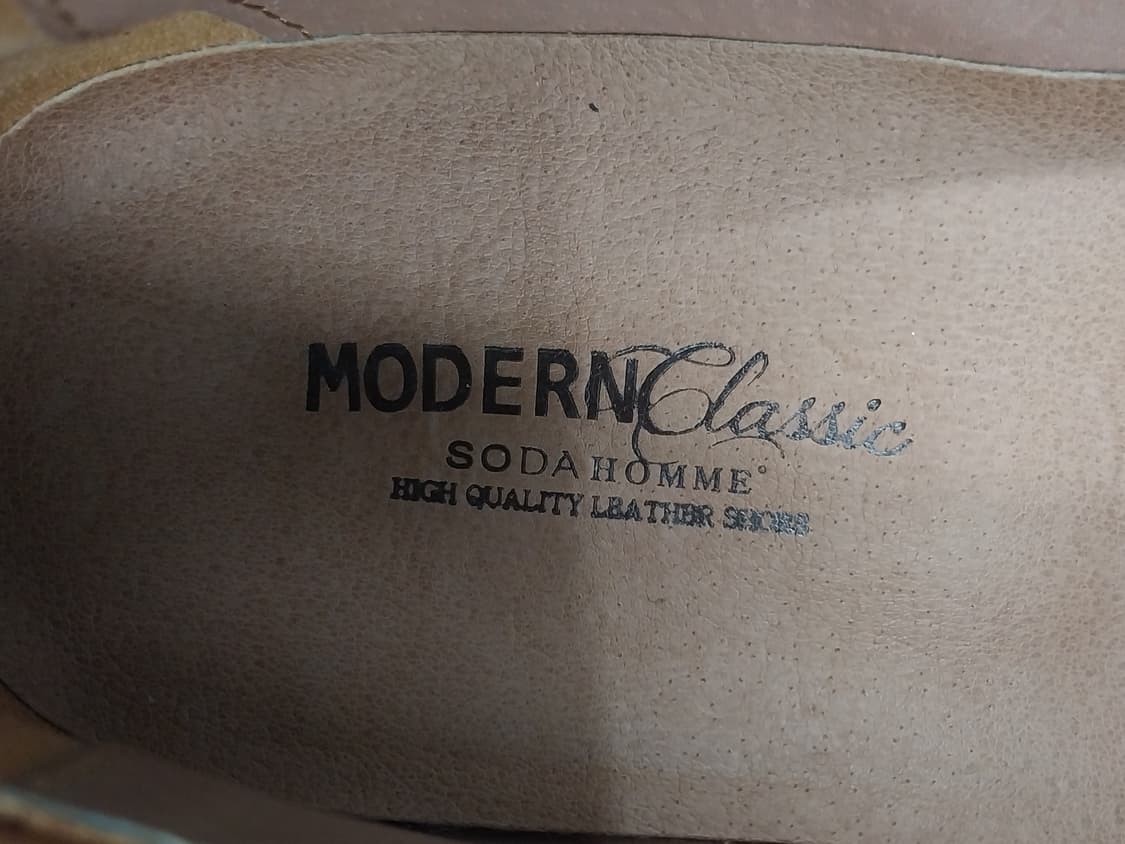 MODERN Classic
SODA HOMME°
HIGH QUALITY LEATHER SHOES